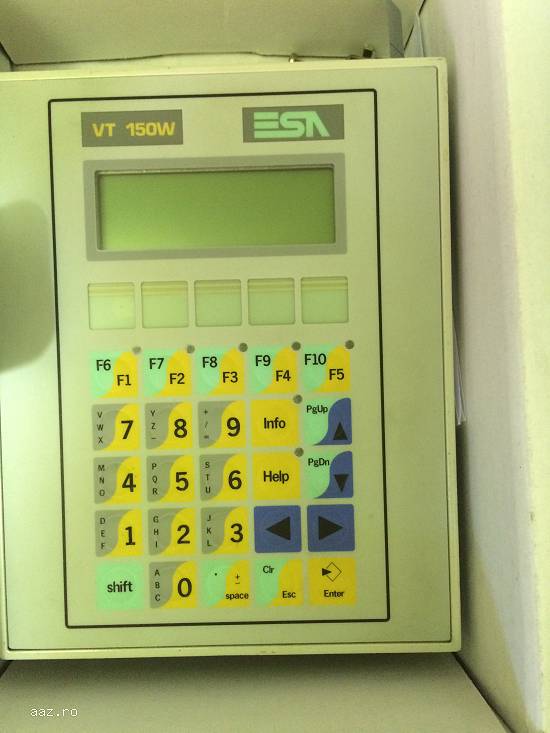 VT 150W ESA
F6 F1 F7 F2 F8 F3 F9 F4 F10 F5
V W X 7 Y Z – 8 + / = 9 Info PgUp
M N O 4 P Q R 5 S T U 6 Help PgDn
D E F 1 G H I 2 J K L 3
shift A B C 0 . ± space Clr Esc Enter
aaz.ro